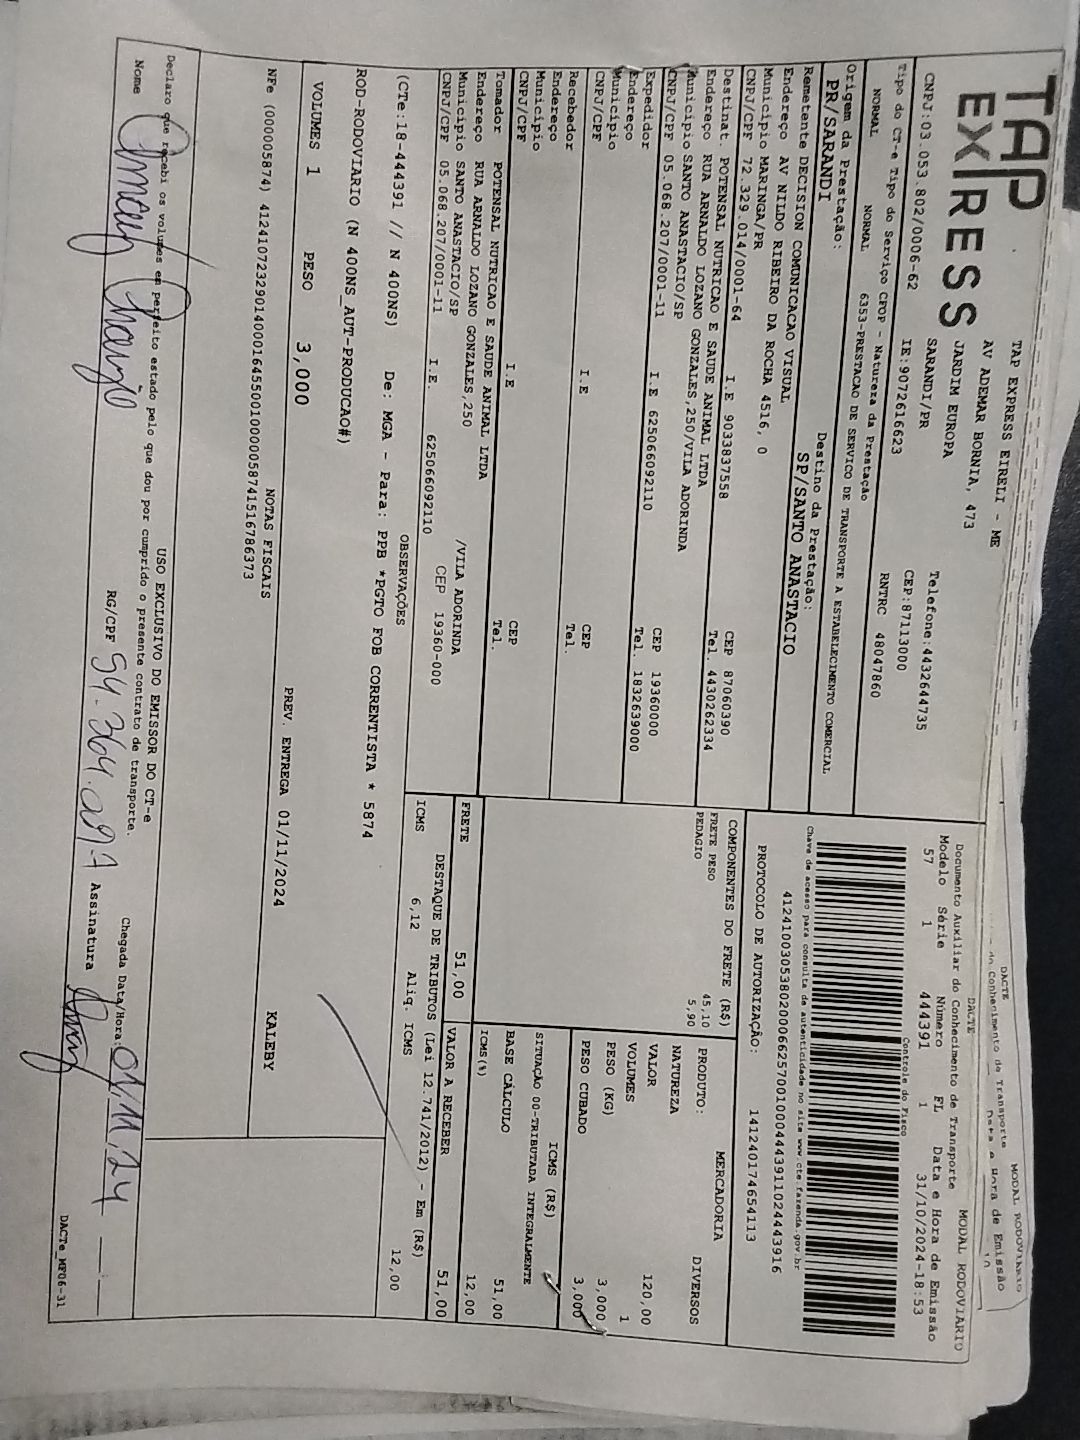 TAP
EXPRESS
TAP EXPRESS EIRELI - ME
AV ADEMAR BORNIA, 473
JARDIM EUROPA
SARANDI/PR
Telefone:4432644735
CEP:87113000
CNPJ:03.053.802/0006-62
IE:9072616623
RNTRC 48047860
Tipo do CT-e Tipo do Serviço CFOP - Natureza da Prestação
NORMAL NORMAL 6353-PRESTACAO DE SERVICO DE TRANSPORTE A ESTABELECIMENTO COMERCIAL
Origem da Prestação:
PR/SARANDI
Destino da Prestação:
SP/SANTO ANASTACIO
Remetente DECISION COMUNICACAO VISUAL
Endereço AV NILDO RIBEIRO DA ROCHA 4516, 0
Município MARINGA/PR
CNPJ/CPF 72.329.014/0001-64 I.E 9033837558
CEP 87060390
Tel. 4430262334
Destinat. POTENSAL NUTRICAO E SAUDE ANIMAL LTDA
Endereço RUA ARNALDO LOZANO GONZALES,250/VILA ADORINDA
Município SANTO ANASTACIO/SP
CNPJ/CPF 05.068.207/0001-11 I.E 625066092110
CEP 19360000
Tel. 1832639000
Expedidor
Endereço
Município
CNPJ/CPF I.E
CEP
Tel.
Recebedor
Endereço
Município
CNPJ/CPF I.E
CEP
Tel.
Tomador POTENSAL NUTRICAO E SAUDE ANIMAL LTDA
Endereço RUA ARNALDO LOZANO GONZALES,250 /VILA ADORINDA
Município SANTO ANASTACIO/SP CEP 19360-000
CNPJ/CPF 05.068.207/0001-11 I.E. 625066092110
DACTE
do Conhecimento de Transporte
MODAL RODOVIÁRIO
Data e Hora de Emissão
DACTE
Documento Auxiliar do Conhecimento de Transporte
MODAL RODOVIÁRIO
Modelo Série Número FL Data e Hora de Emissão
57 1 444391 1 31/10/2024-18:53
Controle do Fisco
Chave de acesso para consulta de autenticidade no site www.cte.fazenda.gov.br
41241003053802000662570010004443911024443916
PROTOCOLO DE AUTORIZAÇÃO: 141240174654113
COMPONENTES DO FRETE (R$)
FRETE PESO 45,10
PEDAGIO 5,90
FRETE 51,00
MERCADORIA
PRODUTO: DIVERSOS
NATUREZA
VALOR 120,00
VOLUMES 1
PESO (KG) 3,000
PESO CUBADO 3,000
ICMS (R$)
SITUAÇÃO 00-TRIBUTADA INTEGRALMENTE
BASE CÁLCULO 51,00
ICMS(%) 12,00
VALOR A RECEBER 51,00
DESTAQUE DE TRIBUTOS (Lei 12.741/2012) - Em (R$)
ICMS 6,12 Aliq. ICMS 12,00
OBSERVAÇÕES
(CTe:18-444391 // N 400NS) De: MGA - Para: PPB *PGTO FOB CORRENTISTA * 5874
ROD-RODOVIARIO (N 400NS_AUT-PRODUCAO#)
VOLUMES 1 PESO 3,000 PREV. ENTREGA 01/11/2024 KALEBY
NOTAS FISCAIS
NFe (000005874) 41241072329014000164550010000058741516786373
USO EXCLUSIVO DO EMISSOR DO CT-e
Declaro que recebi os volumes em perfeito estado pelo que dou por cumprido o presente contrato de transporte.
Chegada Data/Hora: 01/11/24
Nome
RG/CPF
Assinatura
DACTe_MF06-31